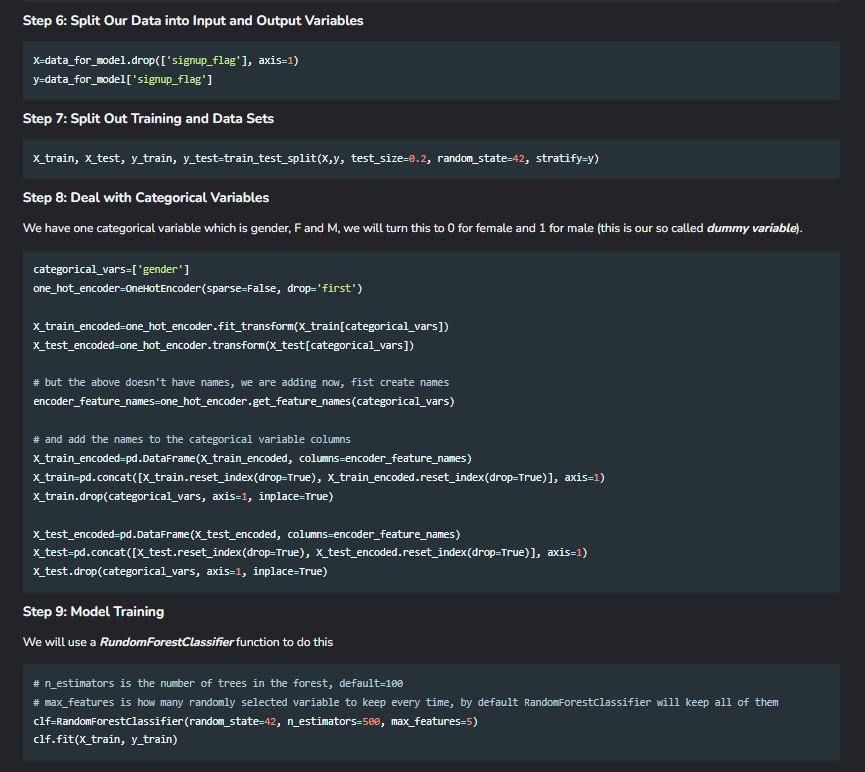 Step 6: Split Our Data into Input and Output Variables
X=data_for_model.drop(['signup_flag'], axis=1)
y=data_for_model['signup_flag']
Step 7: Split Out Training and Data Sets
X_train, X_test, y_train, y_test=train_test_split(X,y, test_size=0.2, random_state=42, stratify=y)
Step 8: Deal with Categorical Variables
We have one categorical variable which is gender, F and M, we will turn this to 0 for female and 1 for male (this is our so called dummy variable).
categorical_vars=['gender']
one_hot_encoder=OneHotEncoder(sparse=False, drop='first')
X_train_encoded=one_hot_encoder.fit_transform(X_train[categorical_vars])
X_test_encoded=one_hot_encoder.transform(X_test[categorical_vars])
# but the above doesn't have names, we are adding now, fist create names
encoder_feature_names=one_hot_encoder.get_feature_names(categorical_vars)
# and add the names to the categorical variable columns
X_train_encoded=pd.DataFrame(X_train_encoded, columns=encoder_feature_names)
X_train=pd.concat([X_train.reset_index(drop=True), X_train_encoded.reset_index(drop=True)], axis=1)
X_train.drop(categorical_vars, axis=1, inplace=True)
X_test_encoded=pd.DataFrame(X_test_encoded, columns=encoder_feature_names)
X_test=pd.concat([X_test.reset_index(drop=True), X_test_encoded.reset_index(drop=True)], axis=1)
X_test.drop(categorical_vars, axis=1, inplace=True)
Step 9: Model Training
We will use a RundomForestClassifier function to do this
# n_estimators is the number of trees in the forest, default=100
# max_features is how many randomly selected variable to keep every time, by default RandomForestClassifier will keep all of them
clf=RandomForestClassifier(random_state=42, n_estimators=500, max_features=5)
clf.fit(X_train, y_train)